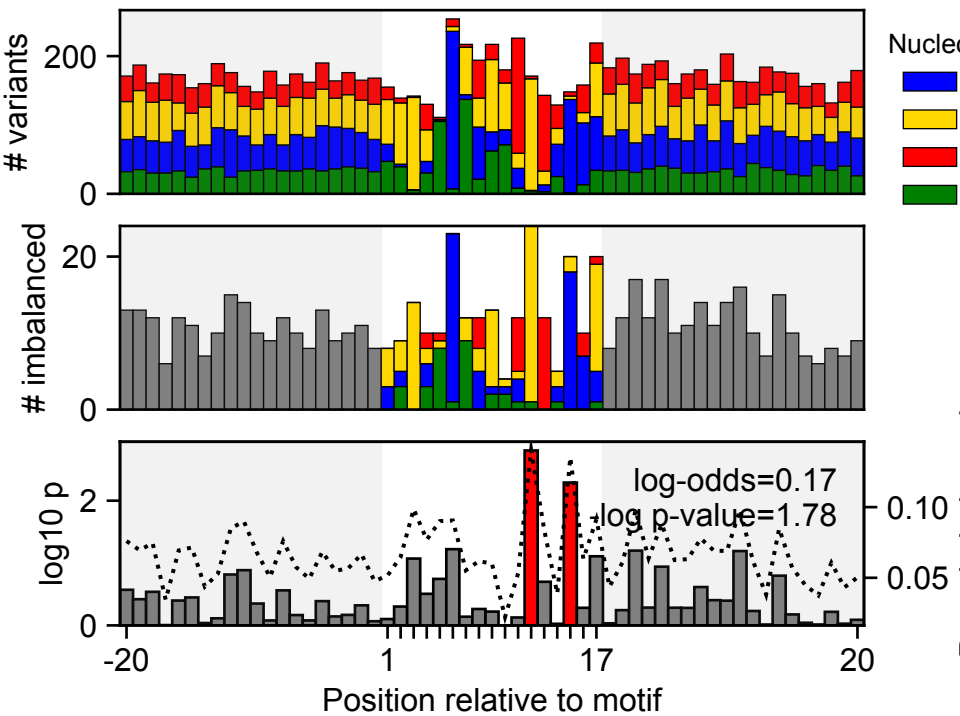 # variants
200
0
Nucleo
# imbalanced
20
0
log10 p
2
0
log-odds=0.17
-log p-value=1.78
0.10
0.05
-20
1
17
20
Position relative to motif